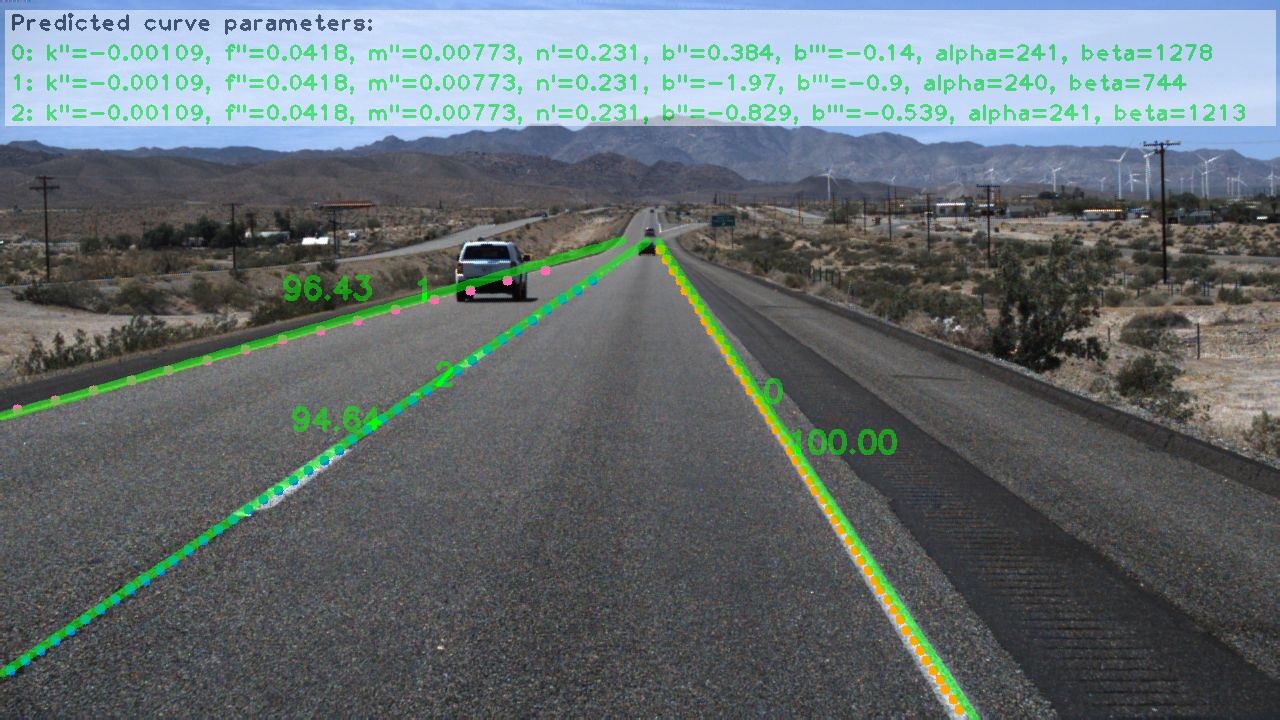 Predicted curve parameters:
0: k''=-0.00109, f''=0.0418, m''=0.00773, n'=0.231, b''=0.384, b'''=-0.14, alpha=241, beta=1278
1: k''=-0.00109, f''=0.0418, m''=0.00773, n'=0.231, b''=-1.97, b'''=-0.9, alpha=240, beta=744
2: k''=-0.00109, f''=0.0418, m''=0.00773, n'=0.231, b''=-0.829, b'''=-0.539, alpha=241, beta=1213
96.43 1
2
0
94.64
100.00